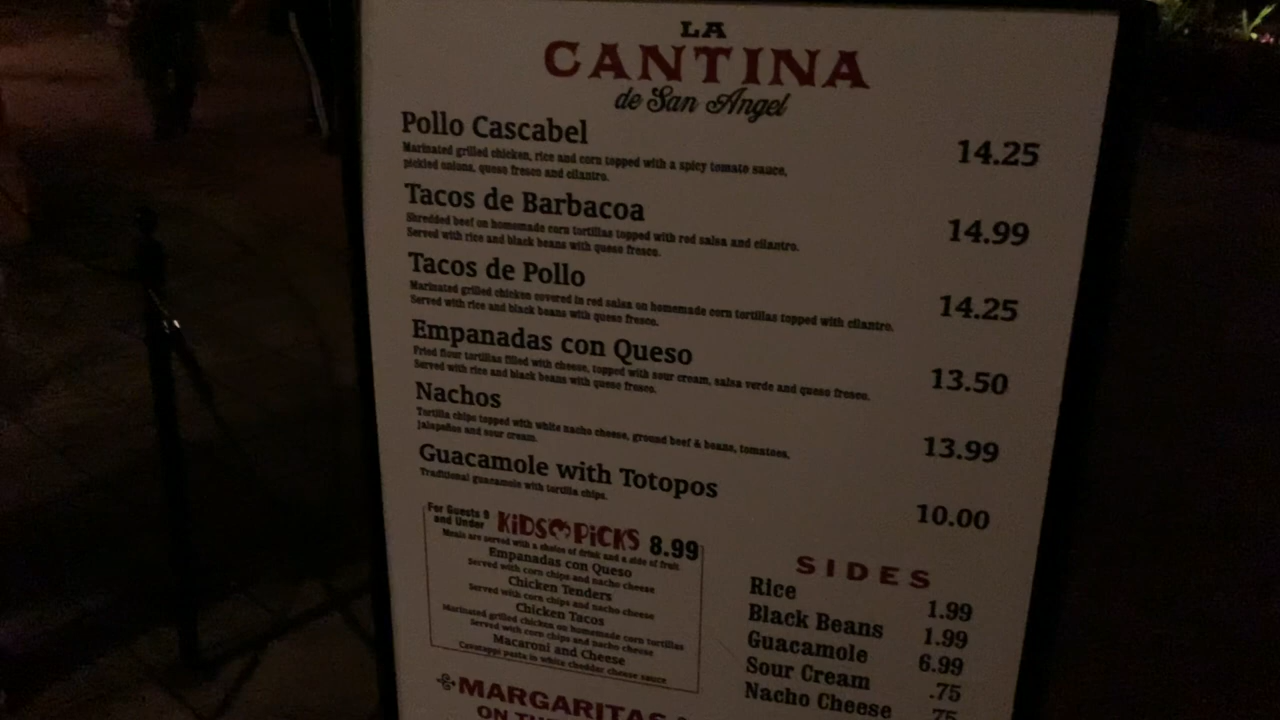 LA
CANTINA
de San Angel
Pollo Cascabel 14.25
Marinated grilled chicken, rice and corn topped with a spicy tomato sauce,
pickled onions, queso fresco and cilantro.
Tacos de Barbacoa 14.99
Shredded beef on homemade corn tortillas topped with red salsa and cilantro.
Served with rice and black beans with queso fresco.
Tacos de Pollo 14.25
Marinated grilled chicken covered in red salsa on homemade corn tortillas topped with cilantro.
Served with rice and black beans with queso fresco.
Empanadas con Queso 13.50
Fried flour tortillas filled with cheese, topped with sour cream, salsa verde and queso fresco.
Served with rice and black beans with queso fresco.
Nachos 13.99
Tortilla chips topped with white nacho cheese, ground beef & beans, tomatoes,
jalapeños and sour cream.
Guacamole with Totopos 10.00
Traditional guacamole with tortilla chips.
For Guests 9
and Under
KiDS PiCKS 8.99
Meals are served with a choice of drink and a side of fruit
Empanadas con Queso
Served with corn chips and nacho cheese
Chicken Tenders
Served with corn chips and nacho cheese
Chicken Tacos
Marinated grilled chicken on homemade corn tortillas
Served with corn chips and nacho cheese
Macaroni and Cheese
Cavatappi pasta in white cheddar cheese sauce
SIDES
Rice 1.99
Black Beans 1.99
Guacamole 6.99
Sour Cream .75
Nacho Cheese .75
MARGARITAS
ON THE